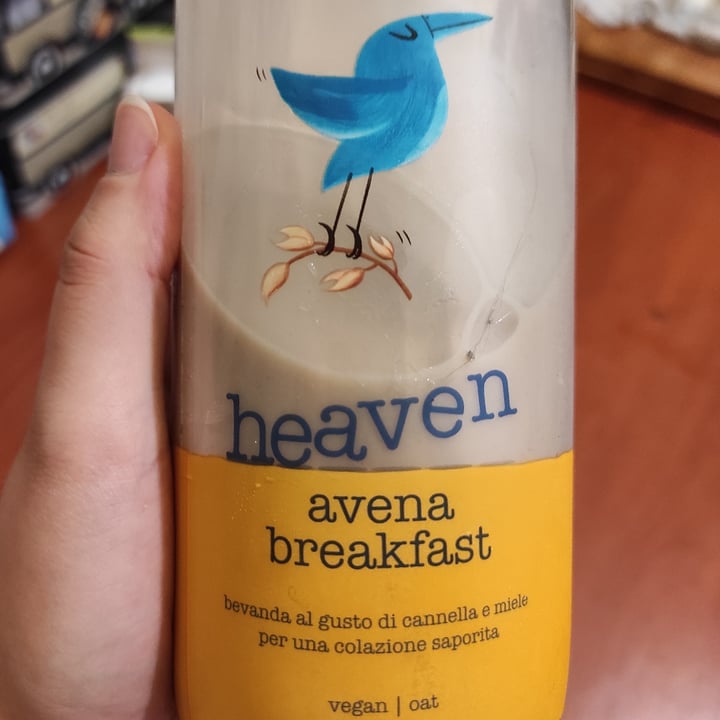 heaven
avena
breakfast
bevanda al gusto di cannella e miele
per una colazione saporita
vegan | oat